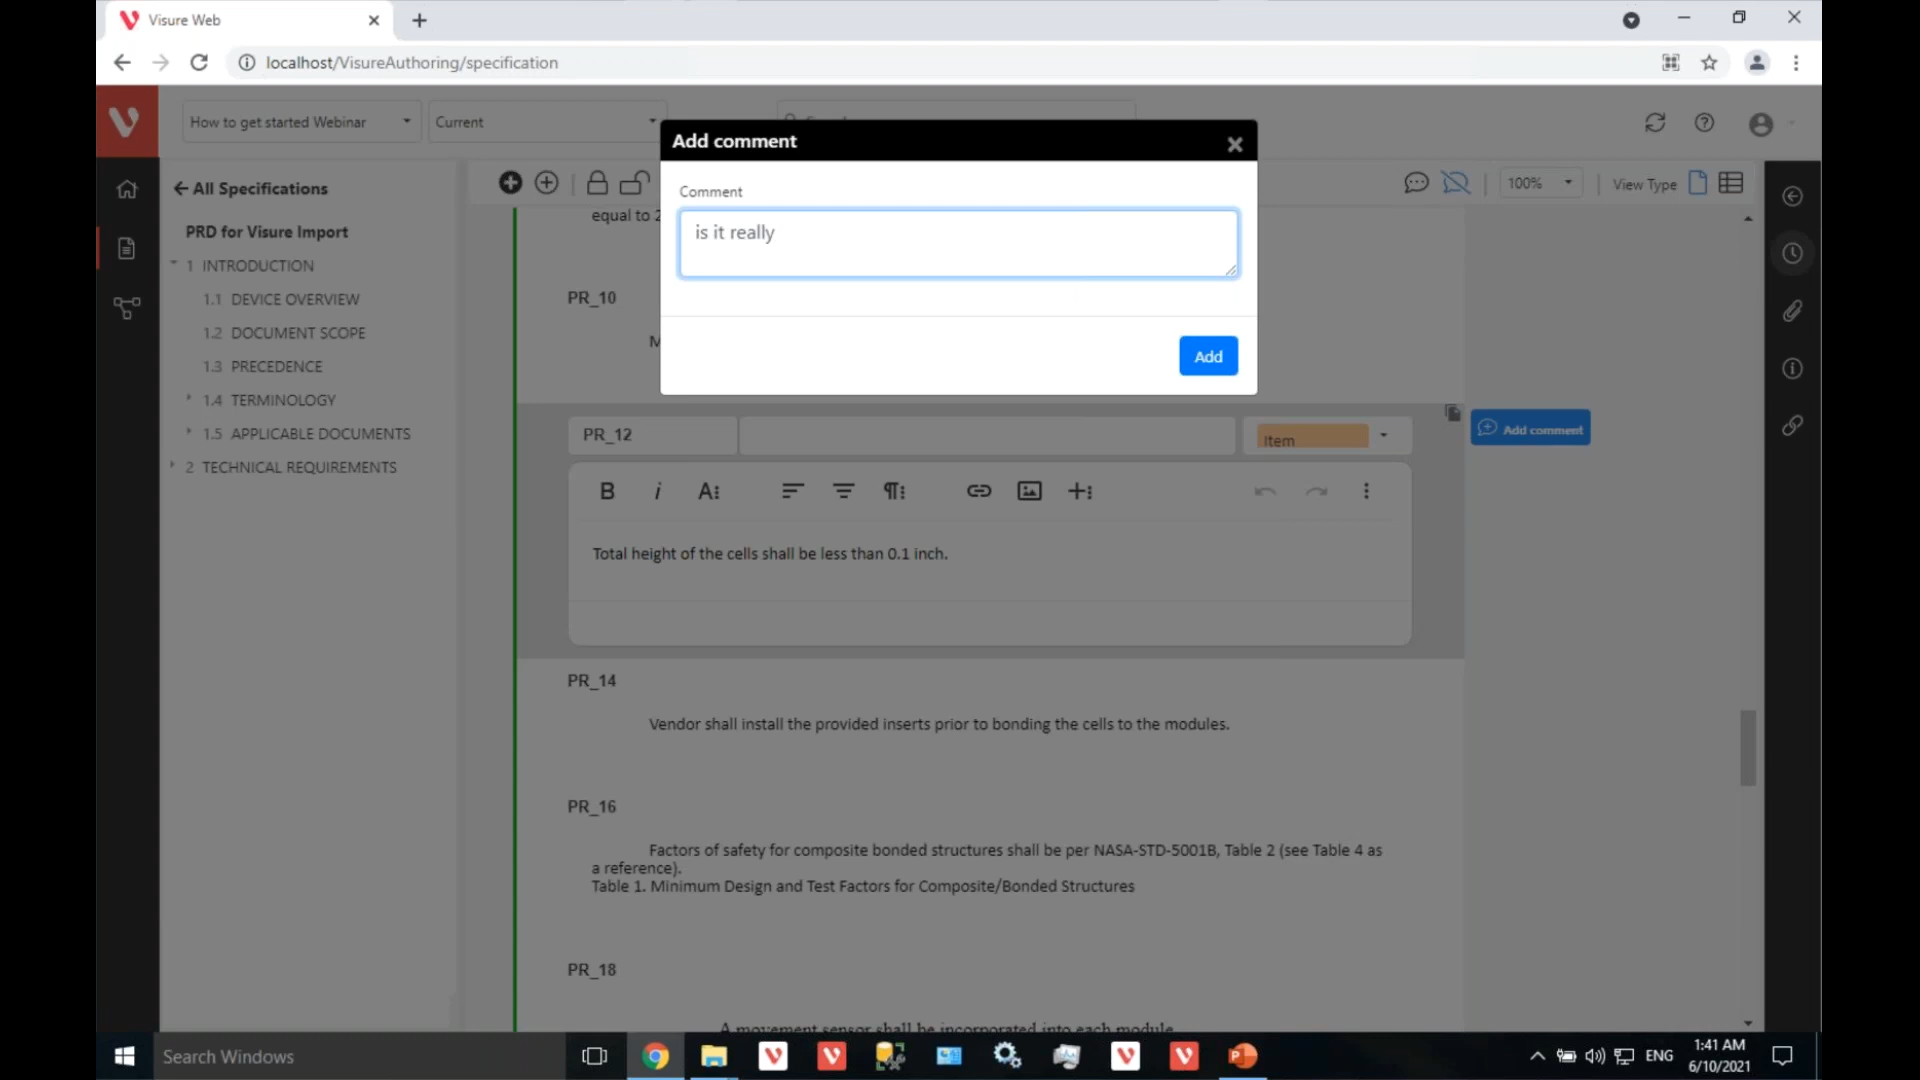 Visure Web
localhost/VisureAuthoring/specification
How to get started Webinar
Current
Add comment
Comment
is it really
Add
All Specifications
PRD for Visure Import
1 INTRODUCTION
1.1 DEVICE OVERVIEW
1.2 DOCUMENT SCOPE
1.3 PRECEDENCE
1.4 TERMINOLOGY
1.5 APPLICABLE DOCUMENTS
2 TECHNICAL REQUIREMENTS
100%
View Type
equal to
PR_10
PR_12
Item
Add comment
B i A
Total height of the cells shall be less than 0.1 inch.
PR_14
Vendor shall install the provided inserts prior to bonding the cells to the modules.
PR_16
Factors of safety for composite bonded structures shall be per NASA-STD-5001B, Table 2 (see Table 4 as
a reference).
Table 1. Minimum Design and Test Factors for Composite/Bonded Structures
PR_18
A movement sensor shall be incorporated into each module
Search Windows
ENG
1:41 AM
6/10/2021